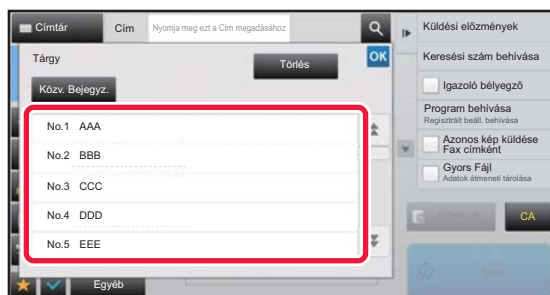 Címtár
Cím
Nyomja meg ezt a Cím megadásához
Küldési előzmények
Tárgy
Törlés
OK
Keresési szám behívása
Közv. Bejegyz.
Igazoló bélyegző
Program behívása
Regisztrált beáll. behívása
No.1 AAA
No.2 BBB
Azonos kép küldése
Fax címként
No.3 CCC
Gyors Fájl
Adatok átmeneti tárolása
No.4 DDD
Előnézet
CA
No.5 EEE
Start
Egyéb